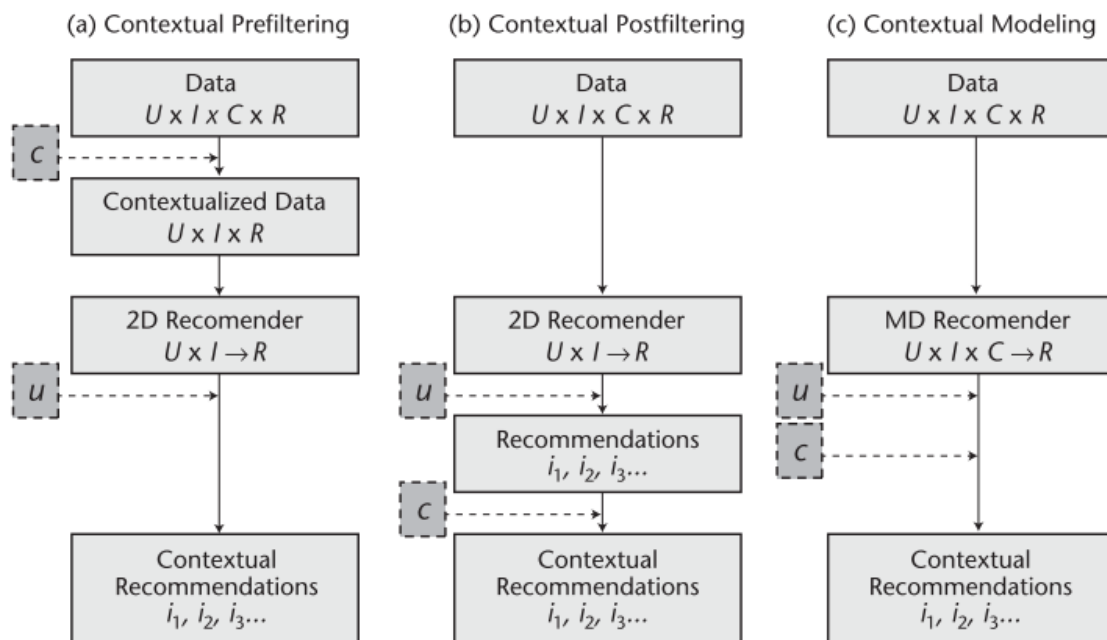 (a) Contextual Prefiltering
Data
U x I x C x R
c
Contextualized Data
U x I x R
2D Recomender
U x I → R
u
Contextual
Recommendations
i₁, i₂, i₃...
(b) Contextual Postfiltering
Data
U x I x C x R
2D Recomender
U x I → R
u
Recommendations
i₁, i₂, i₃...
c
Contextual
Recommendations
i₁, i₂, i₃...
(c) Contextual Modeling
Data
U x I x C x R
MD Recomender
U x I x C → R
u
c
Contextual
Recommendations
i₁, i₂, i₃...